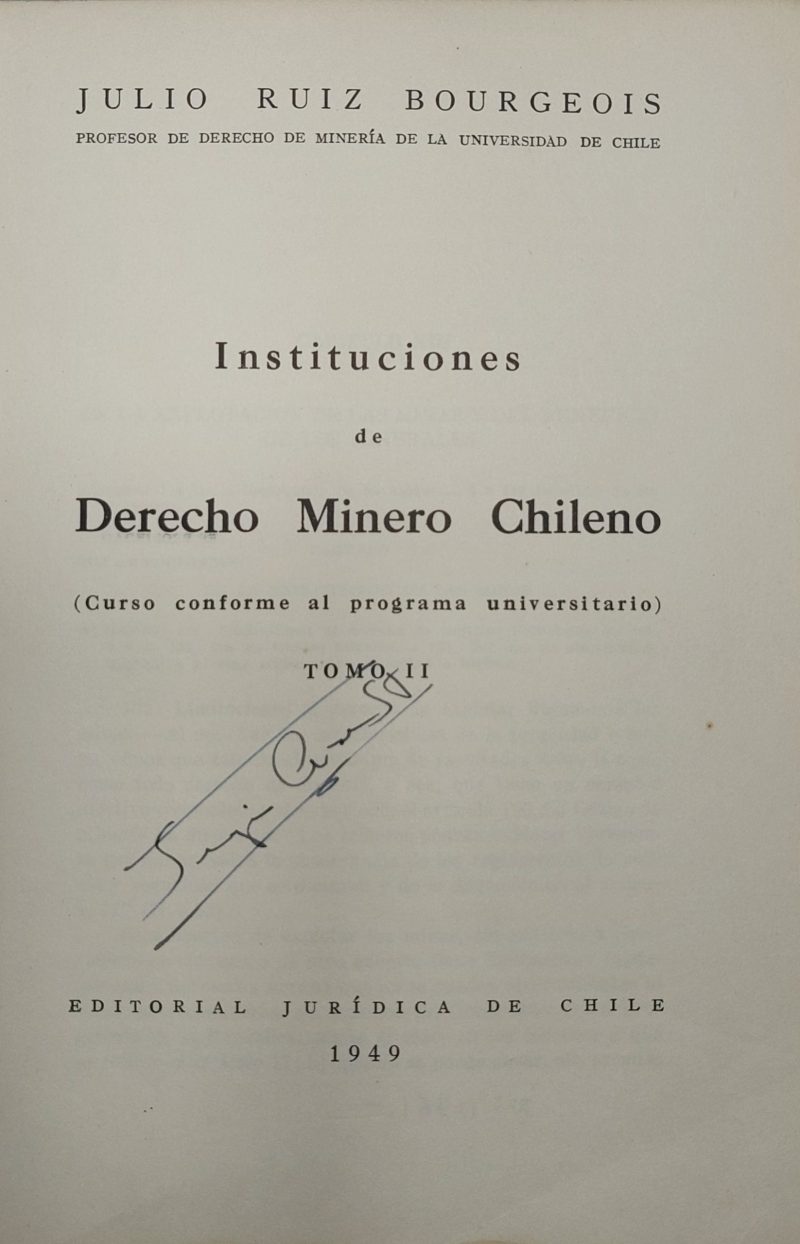 JULIO RUIZ BOURGEOIS
PROFESOR DE DERECHO DE MINERÍA DE LA UNIVERSIDAD DE CHILE
Instituciones
de
Derecho Minero Chileno
(Curso conforme al programa universitario)
TOMO II
EDITORIAL JURÍDICA DE CHILE
1949